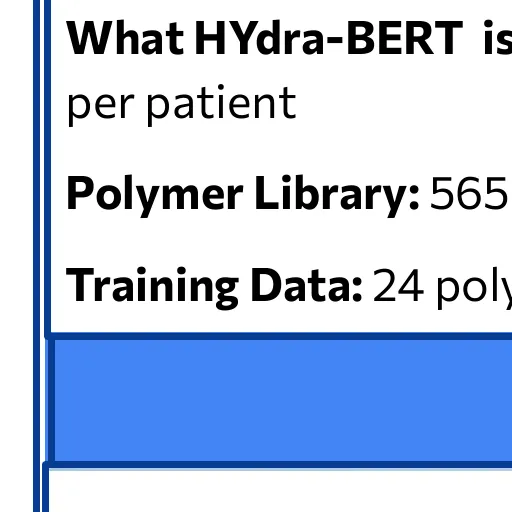 What HYdra-BERT is
per patient
Polymer Library: 565
Training Data: 24 poly